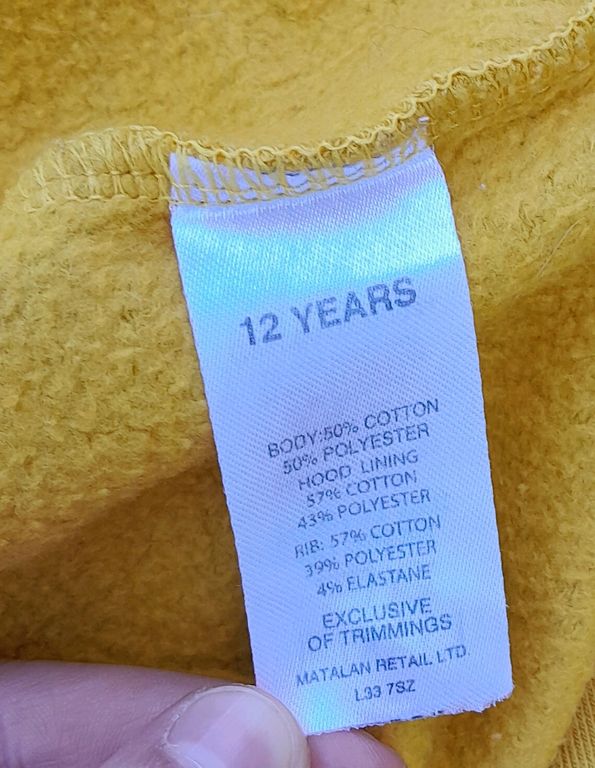 12 YEARS
BODY:50% COTTON
50% POLYESTER
HOOD LINING
57% COTTON
43% POLYESTER
RIB: 57% COTTON
39% POLYESTER
4% ELASTANE
EXCLUSIVE
OF TRIMMINGS
MATALAN RETAIL LTD.
L33 7SZ